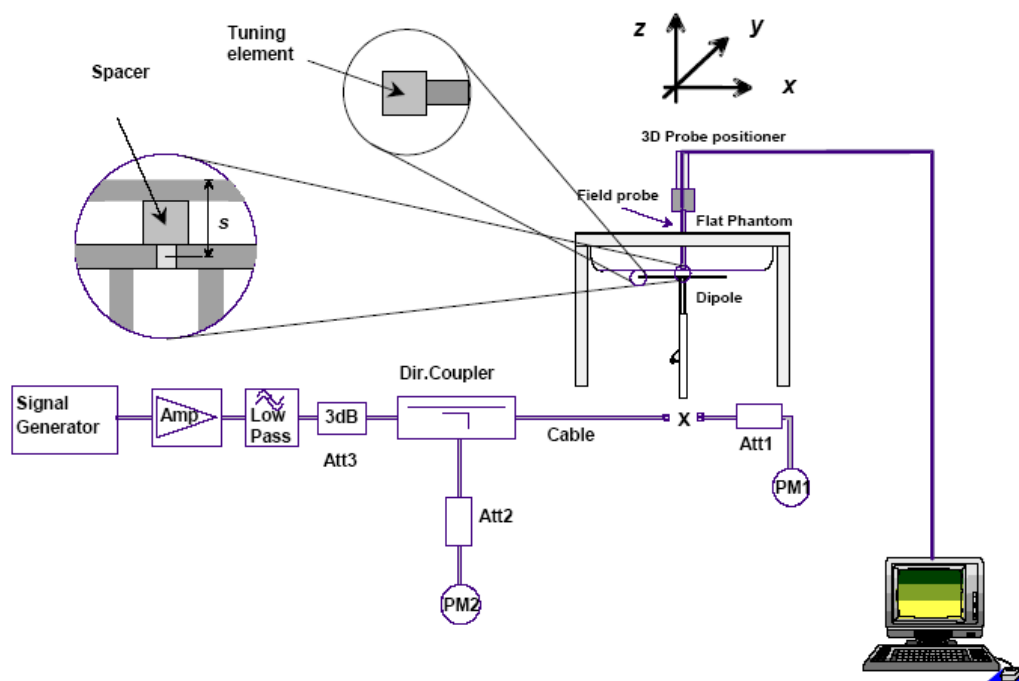 Tuning
element
Spacer
z
y
x
3D Probe positioner
Field probe
Flat Phantom
s
Dipole
Dir.Coupler
Signal
Generator
Amp
Low
Pass
3dB
Att3
Cable
X
Att1
PM1
Att2
PM2